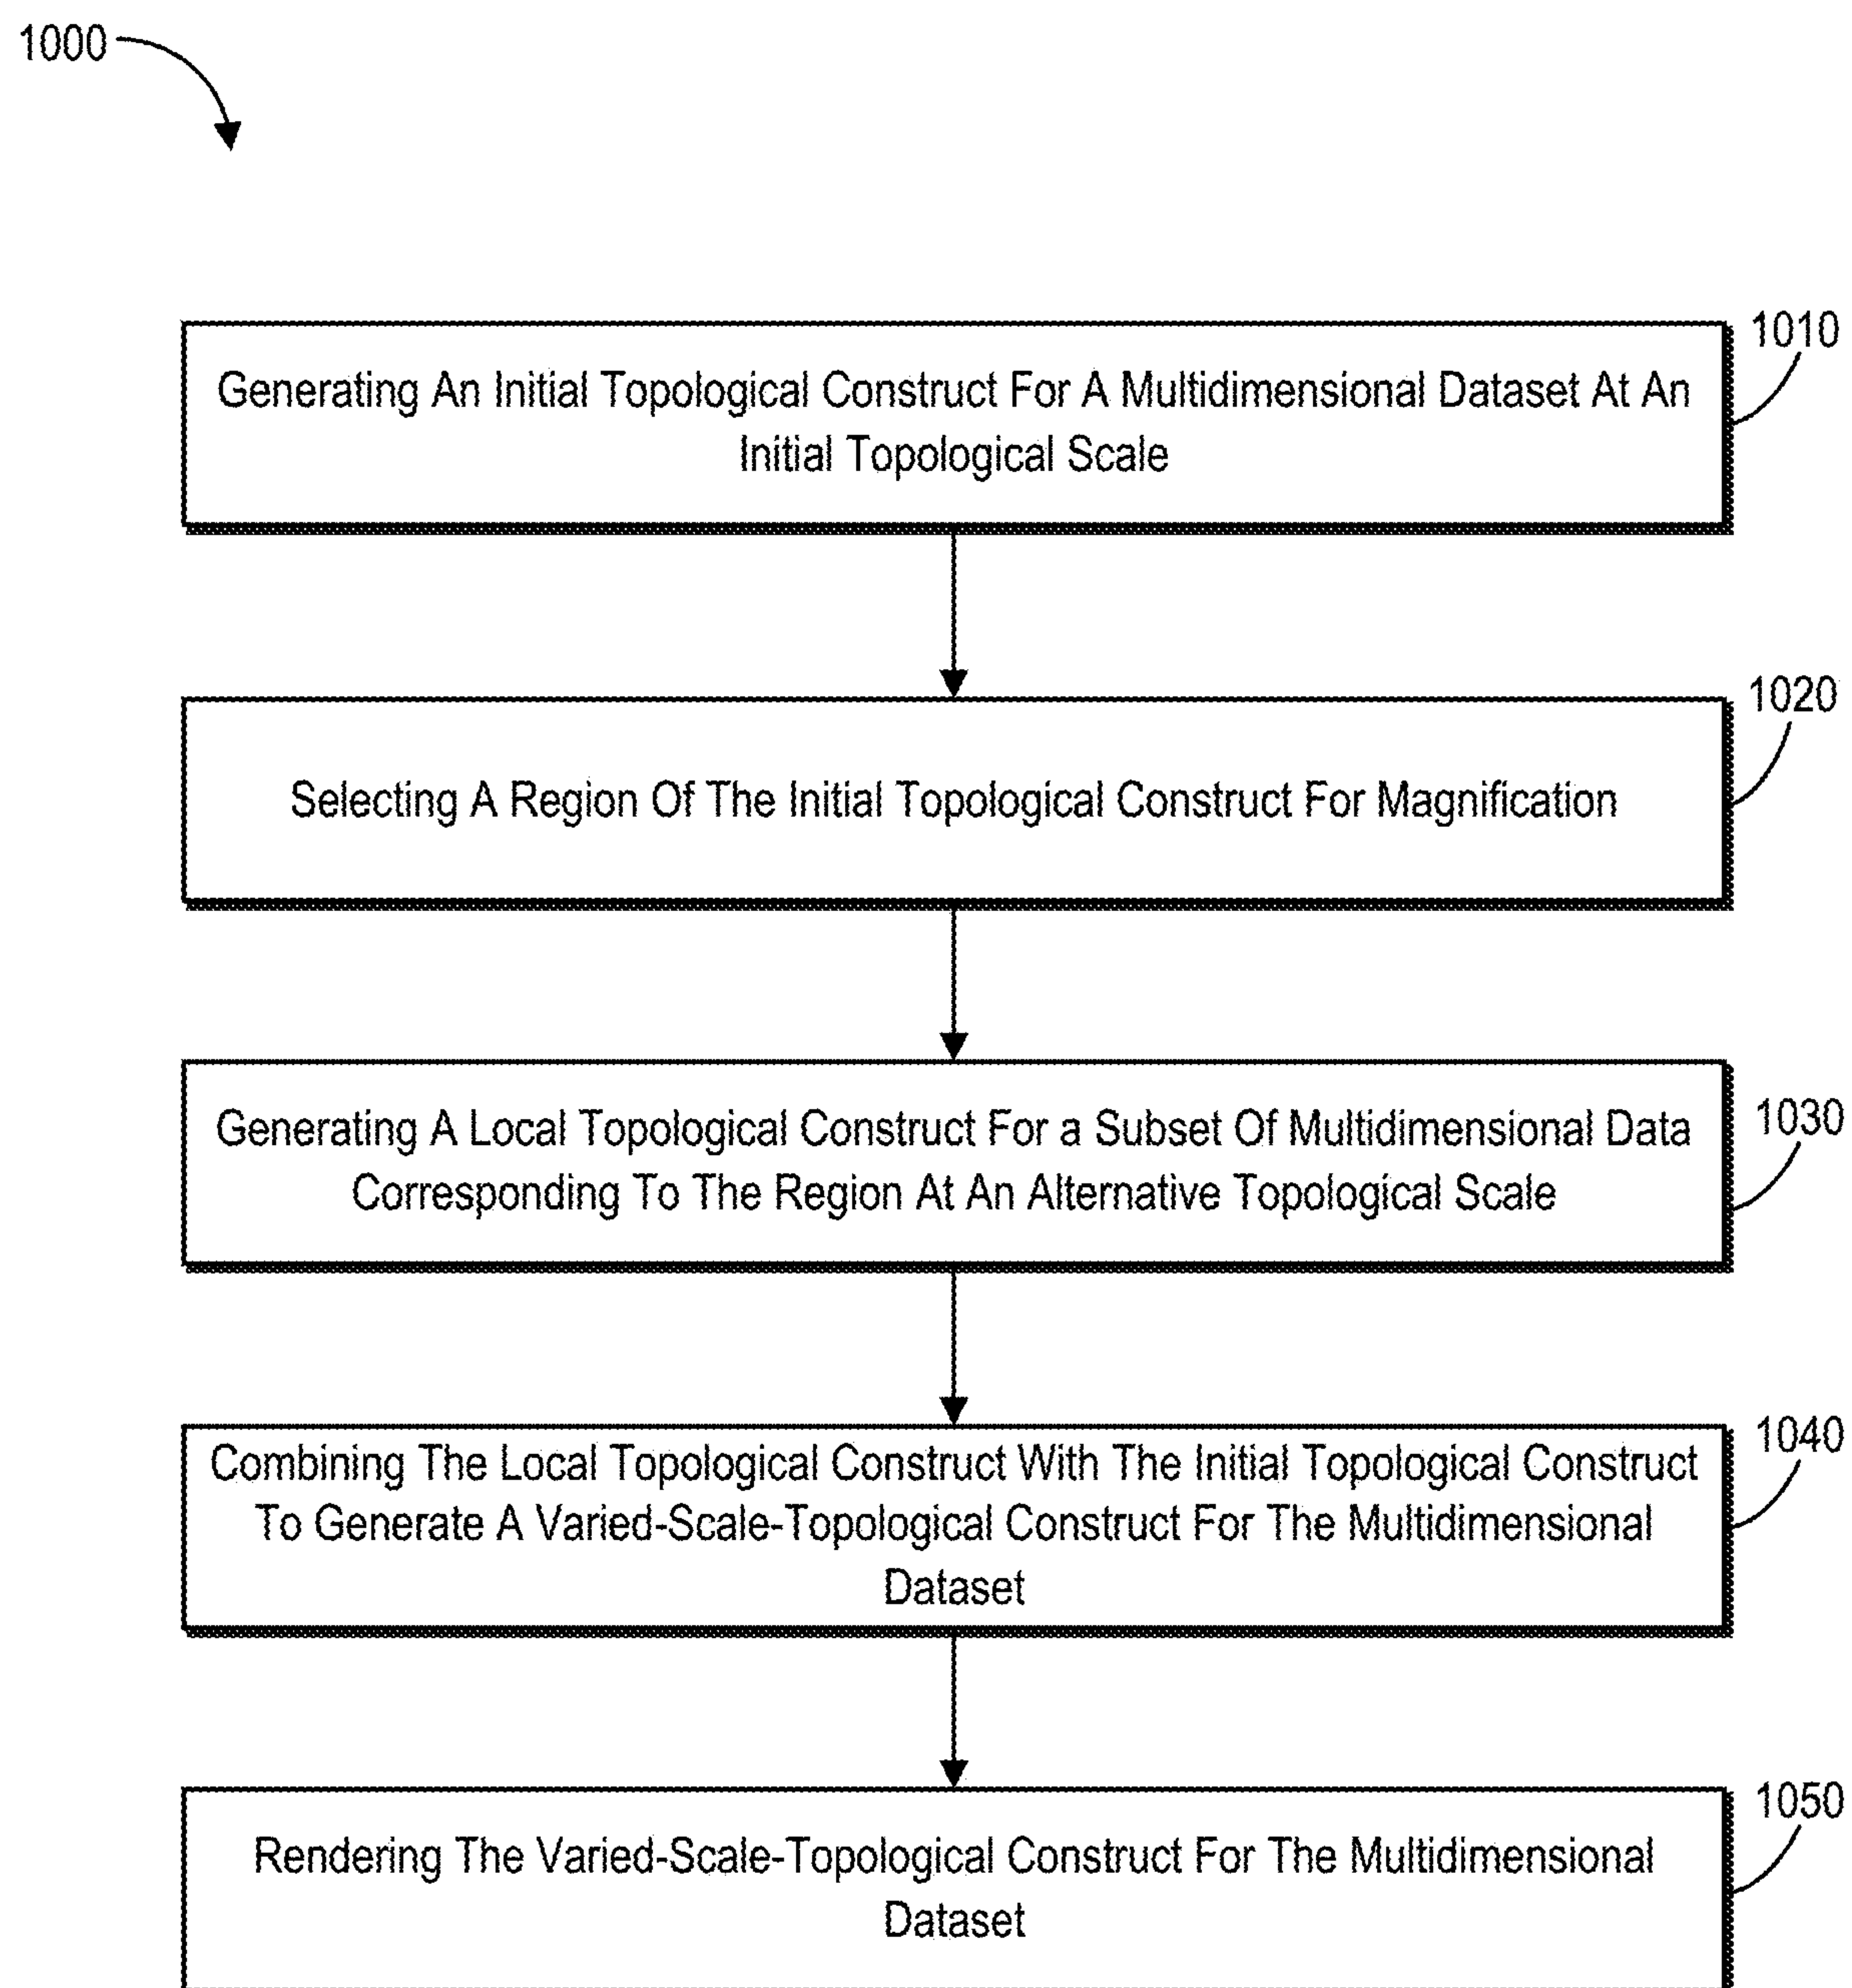 1000
1010
Generating An Initial Topological Construct For A Multidimensional Dataset At An
Initial Topological Scale
1020
Selecting A Region Of The Initial Topological Construct For Magnification
1030
Generating A Local Topological Construct For a Subset Of Multidimensional Data
Corresponding To The Region At An Alternative Topological Scale
1040
Combining The Local Topological Construct With The Initial Topological Construct
To Generate A Varied-Scale-Topological Construct For The Multidimensional
Dataset
1050
Rendering The Varied-Scale-Topological Construct For The Multidimensional
Dataset